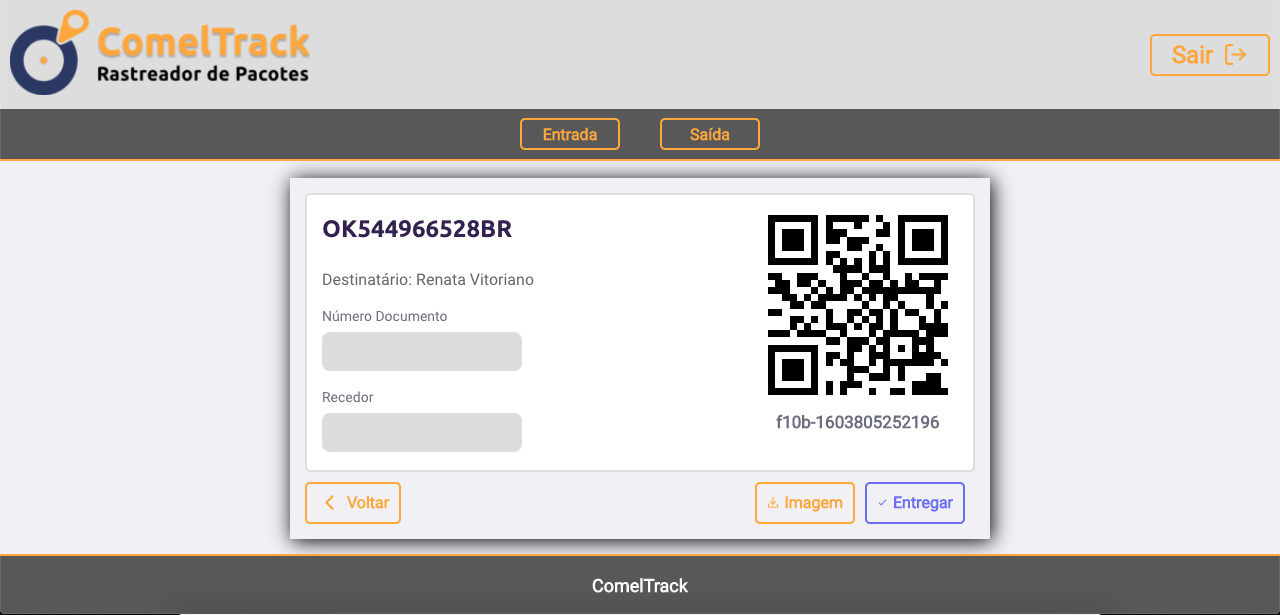 ComelTrack
Rastreador de Pacotes
Sair
Entrada
Saída
OK544966528BR
Destinatário: Renata Vitoriano
Número Documento
Recedor
f10b-1603805252196
Voltar
Imagem
Entregar
ComelTrack